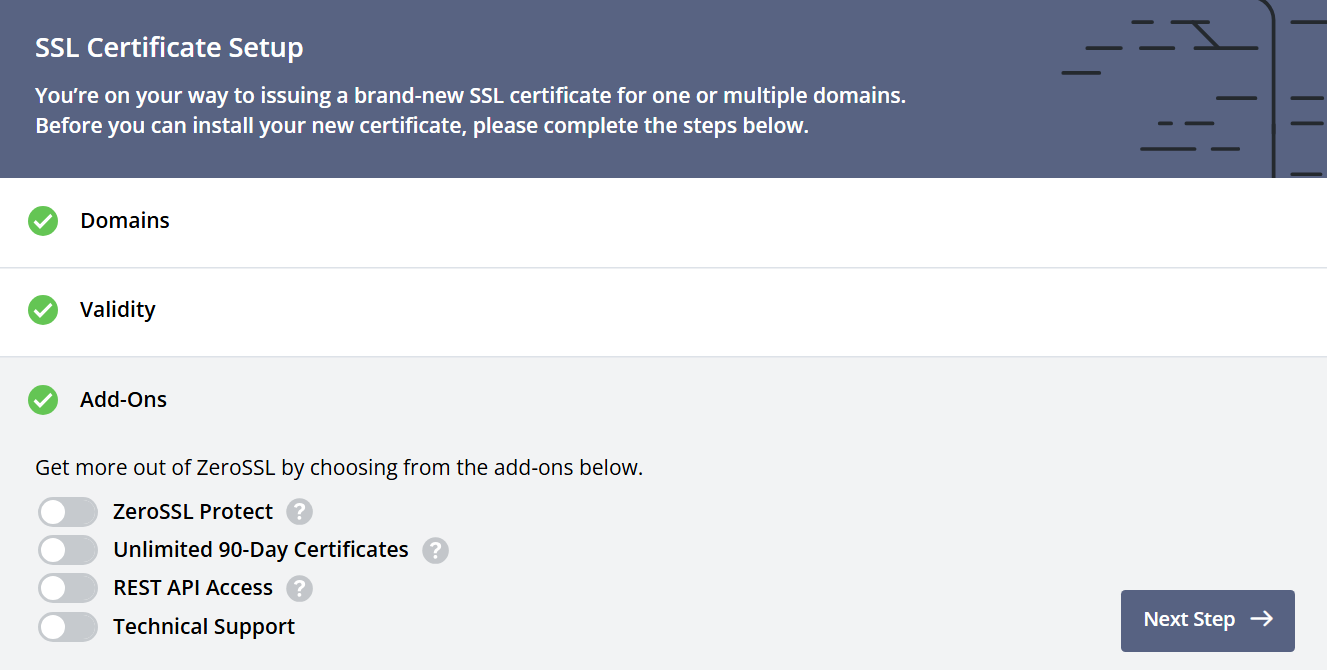 SSL Certificate Setup
You’re on your way to issuing a brand-new SSL certificate for one or multiple domains.
Before you can install your new certificate, please complete the steps below.
Domains
Validity
Add-Ons
Get more out of ZeroSSL by choosing from the add-ons below.
ZeroSSL Protect ?
Unlimited 90-Day Certificates ?
REST API Access ?
Technical Support
Next Step →